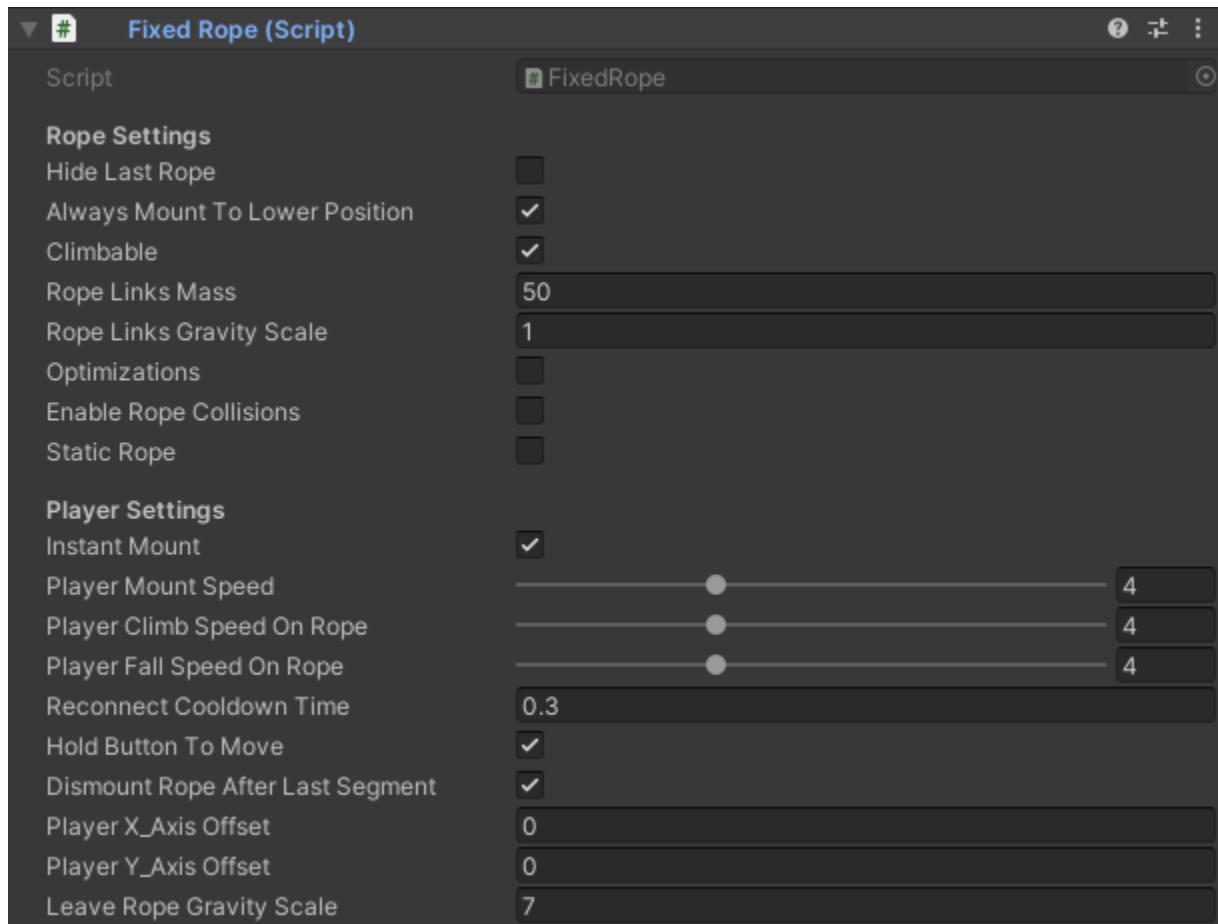 Fixed Rope (Script)
Script FixedRope
Rope Settings
Hide Last Rope
Always Mount To Lower Position
Climbable
Rope Links Mass 50
Rope Links Gravity Scale 1
Optimizations
Enable Rope Collisions
Static Rope
Player Settings
Instant Mount
Player Mount Speed 4
Player Climb Speed On Rope 4
Player Fall Speed On Rope 4
Reconnect Cooldown Time 0.3
Hold Button To Move
Dismount Rope After Last Segment
Player X_Axis Offset 0
Player Y_Axis Offset 0
Leave Rope Gravity Scale 7